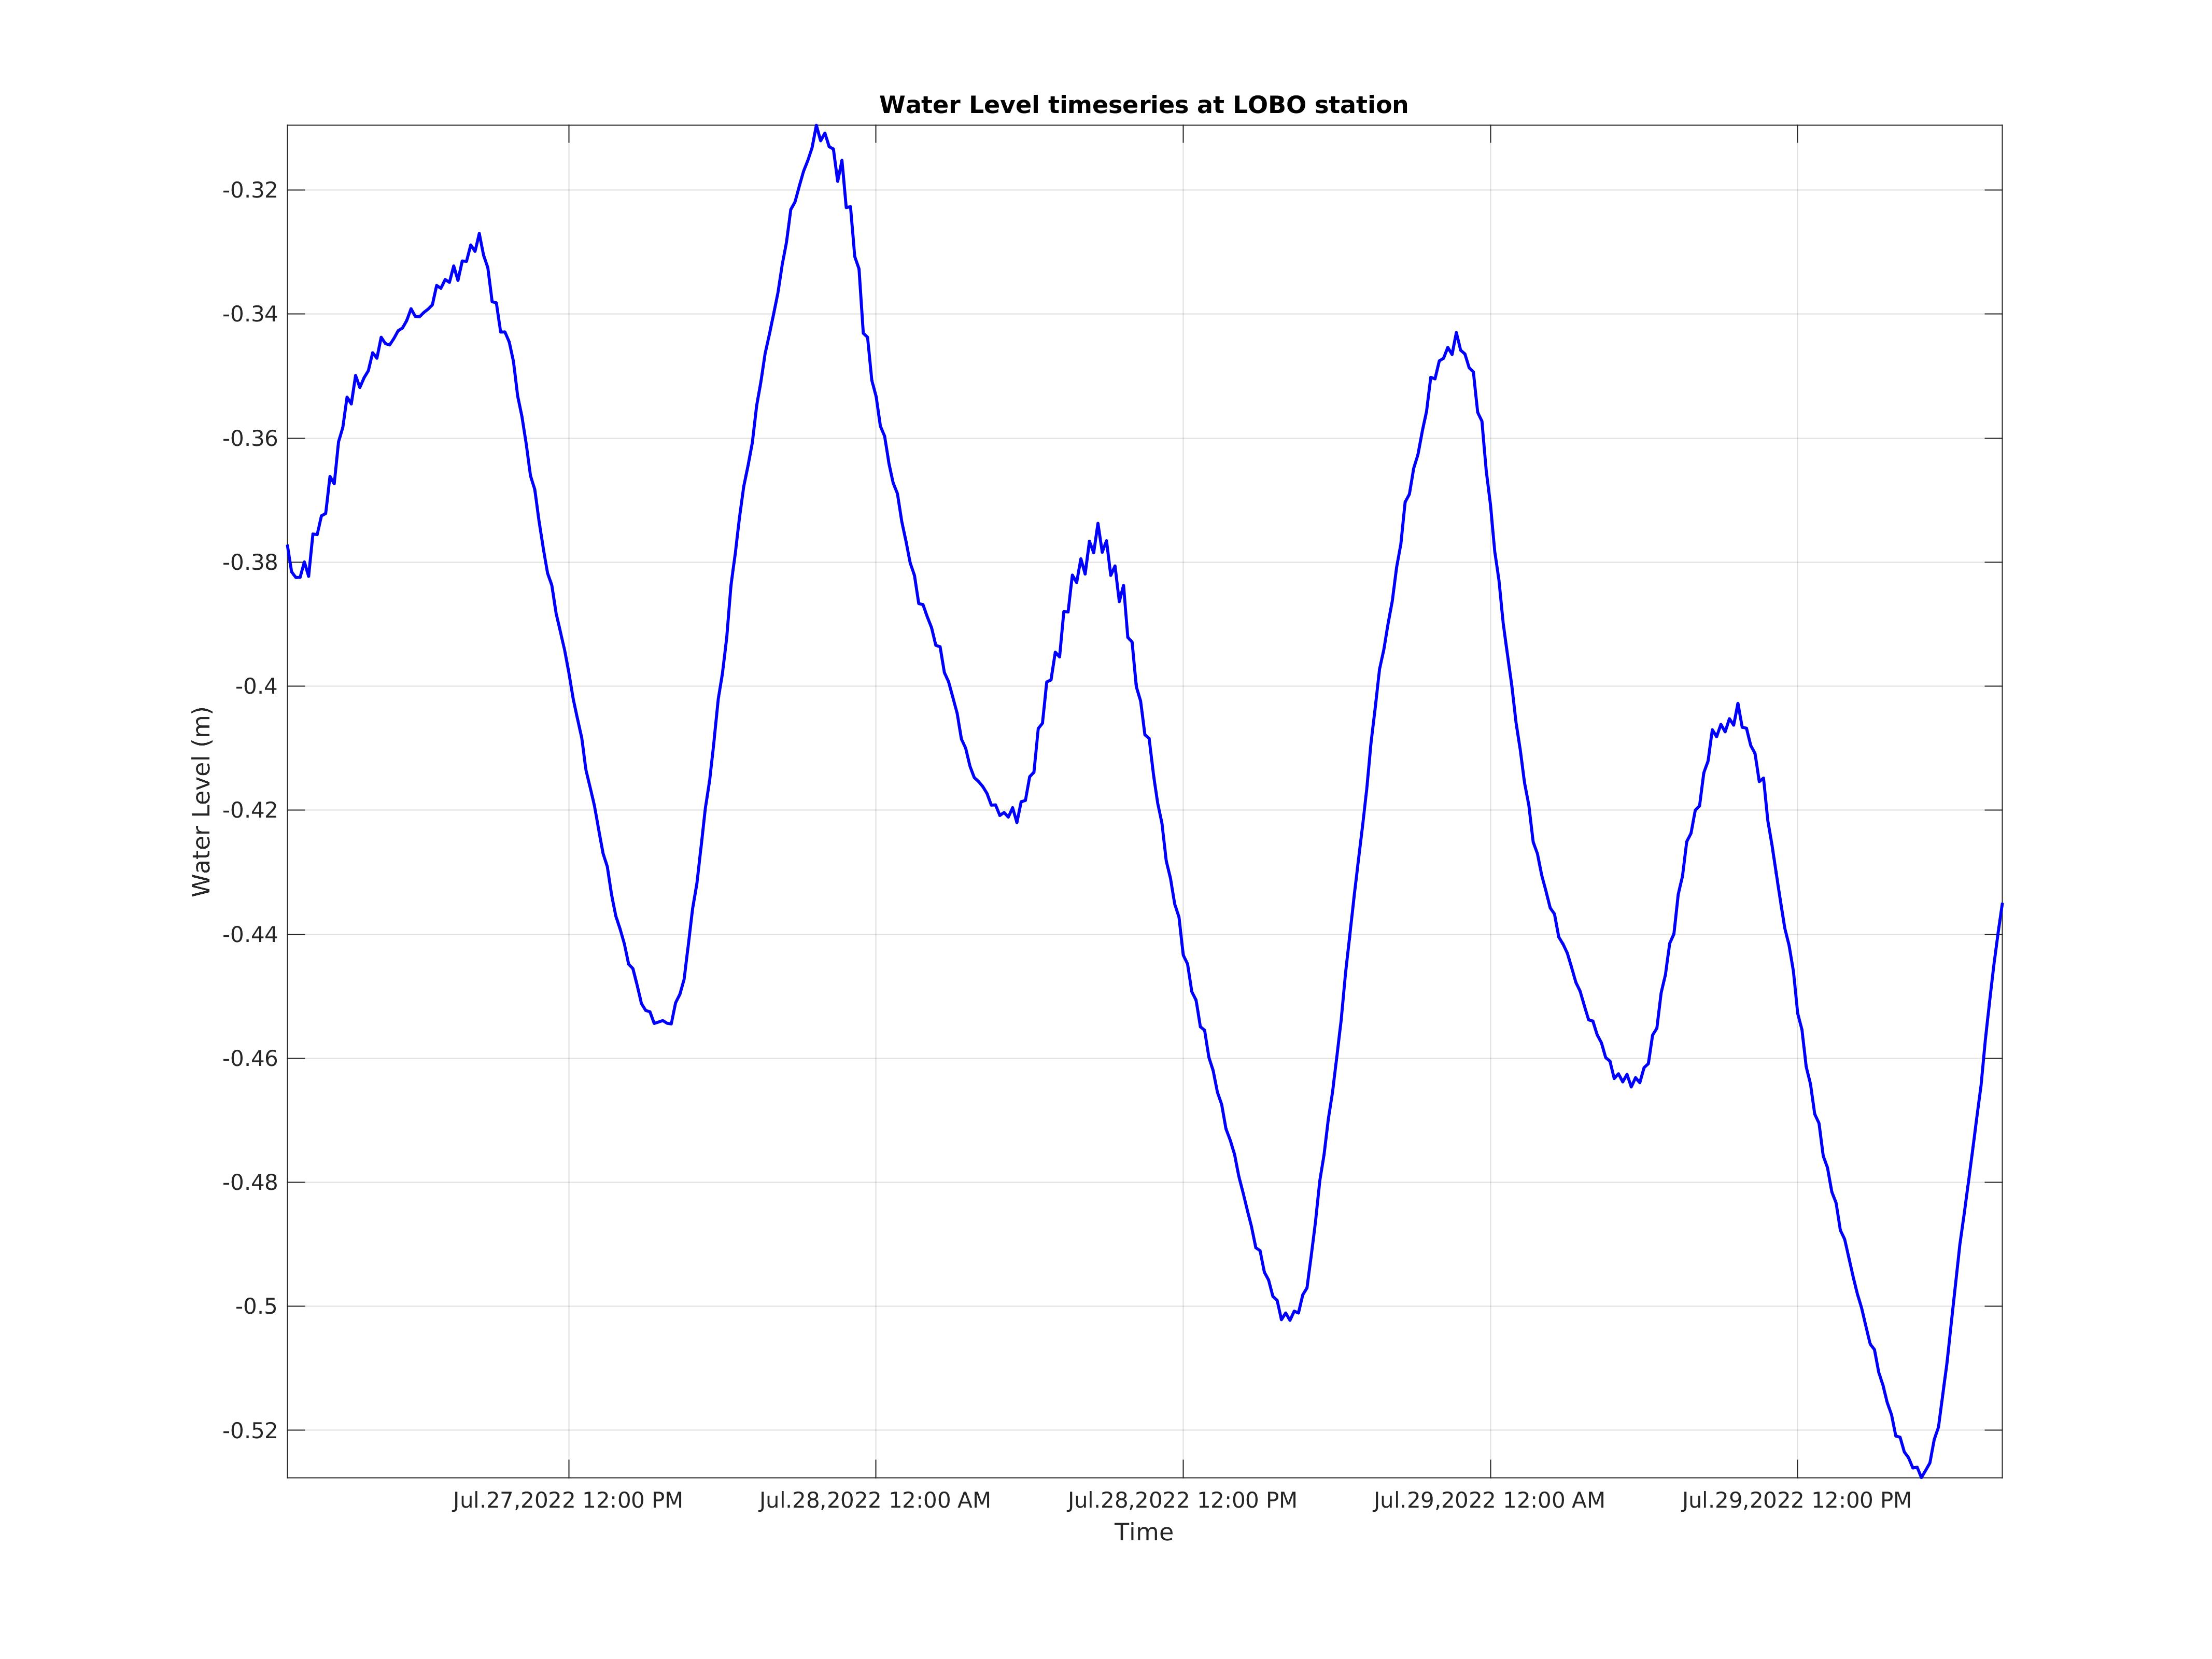 Water Level timeseries at LOBO station
-0.32
-0.34
-0.36
-0.38
-0.4
-0.42
-0.44
-0.46
-0.48
-0.5
-0.52
Water Level (m)
Jul.27,2022 12:00 PM
Jul.28,2022 12:00 AM
Jul.28,2022 12:00 PM
Jul.29,2022 12:00 AM
Jul.29,2022 12:00 PM
Time